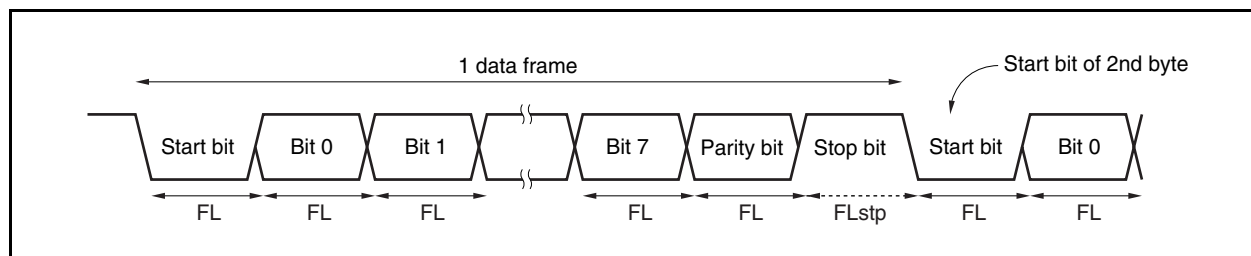 1 data frame
Start bit of 2nd byte
Start bit Bit 0 Bit 1 Bit 7 Parity bit Stop bit Start bit Bit 0
FL FL FL FL FL FLstp FL FL